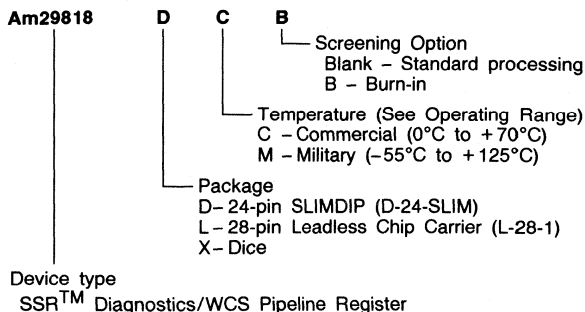 Am29818 D C B
Screening Option
Blank – Standard processing
B – Burn-in
Temperature (See Operating Range)
C – Commercial (0°C to +70°C)
M – Military (–55°C to +125°C)
Package
D – 24-pin SLIMDIP (D-24-SLIM)
L – 28-pin Leadless Chip Carrier (L-28-1)
X – Dice
Device type
SSR™ Diagnostics/WCS Pipeline Register